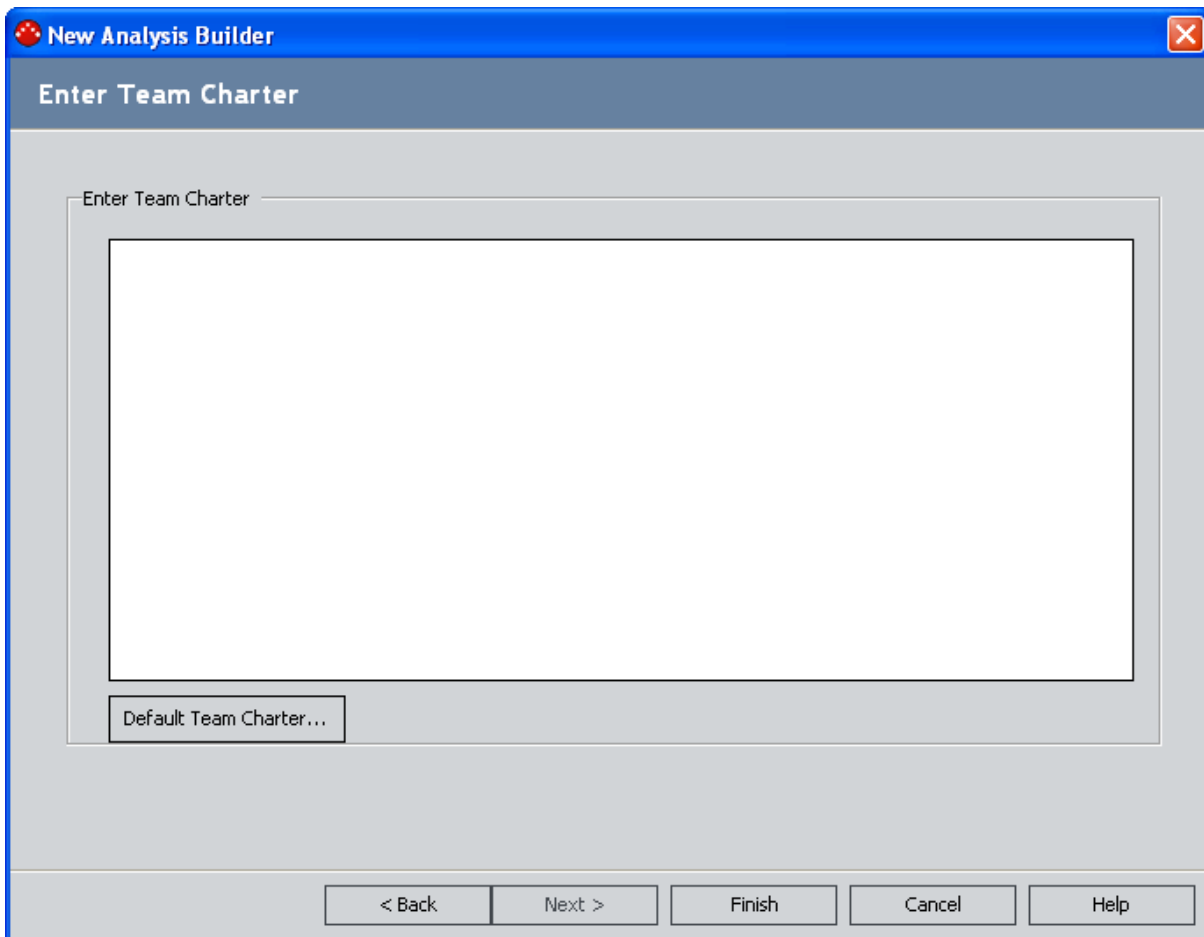 New Analysis Builder
Enter Team Charter
Enter Team Charter
Default Team Charter...
< Back Next > Finish Cancel Help